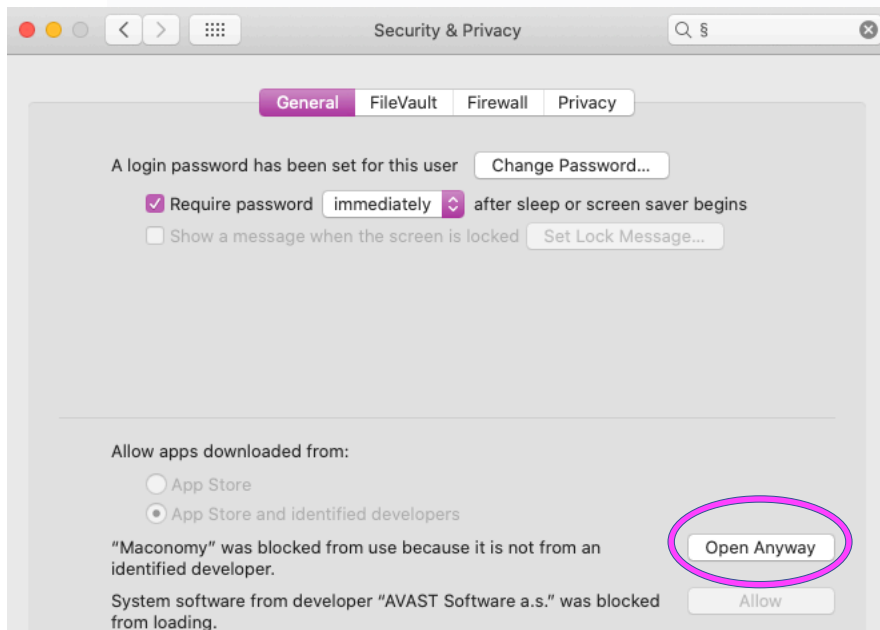 Security & Privacy
§
General FileVault Firewall Privacy
A login password has been set for this user Change Password...
Require password immediately after sleep or screen saver begins
Show a message when the screen is locked Set Lock Message...
Allow apps downloaded from:
App Store
App Store and identified developers
“Maconomy” was blocked from use because it is not from an Open Anyway
identified developer.
System software from developer “AVAST Software a.s.” was blocked Allow
from loading.